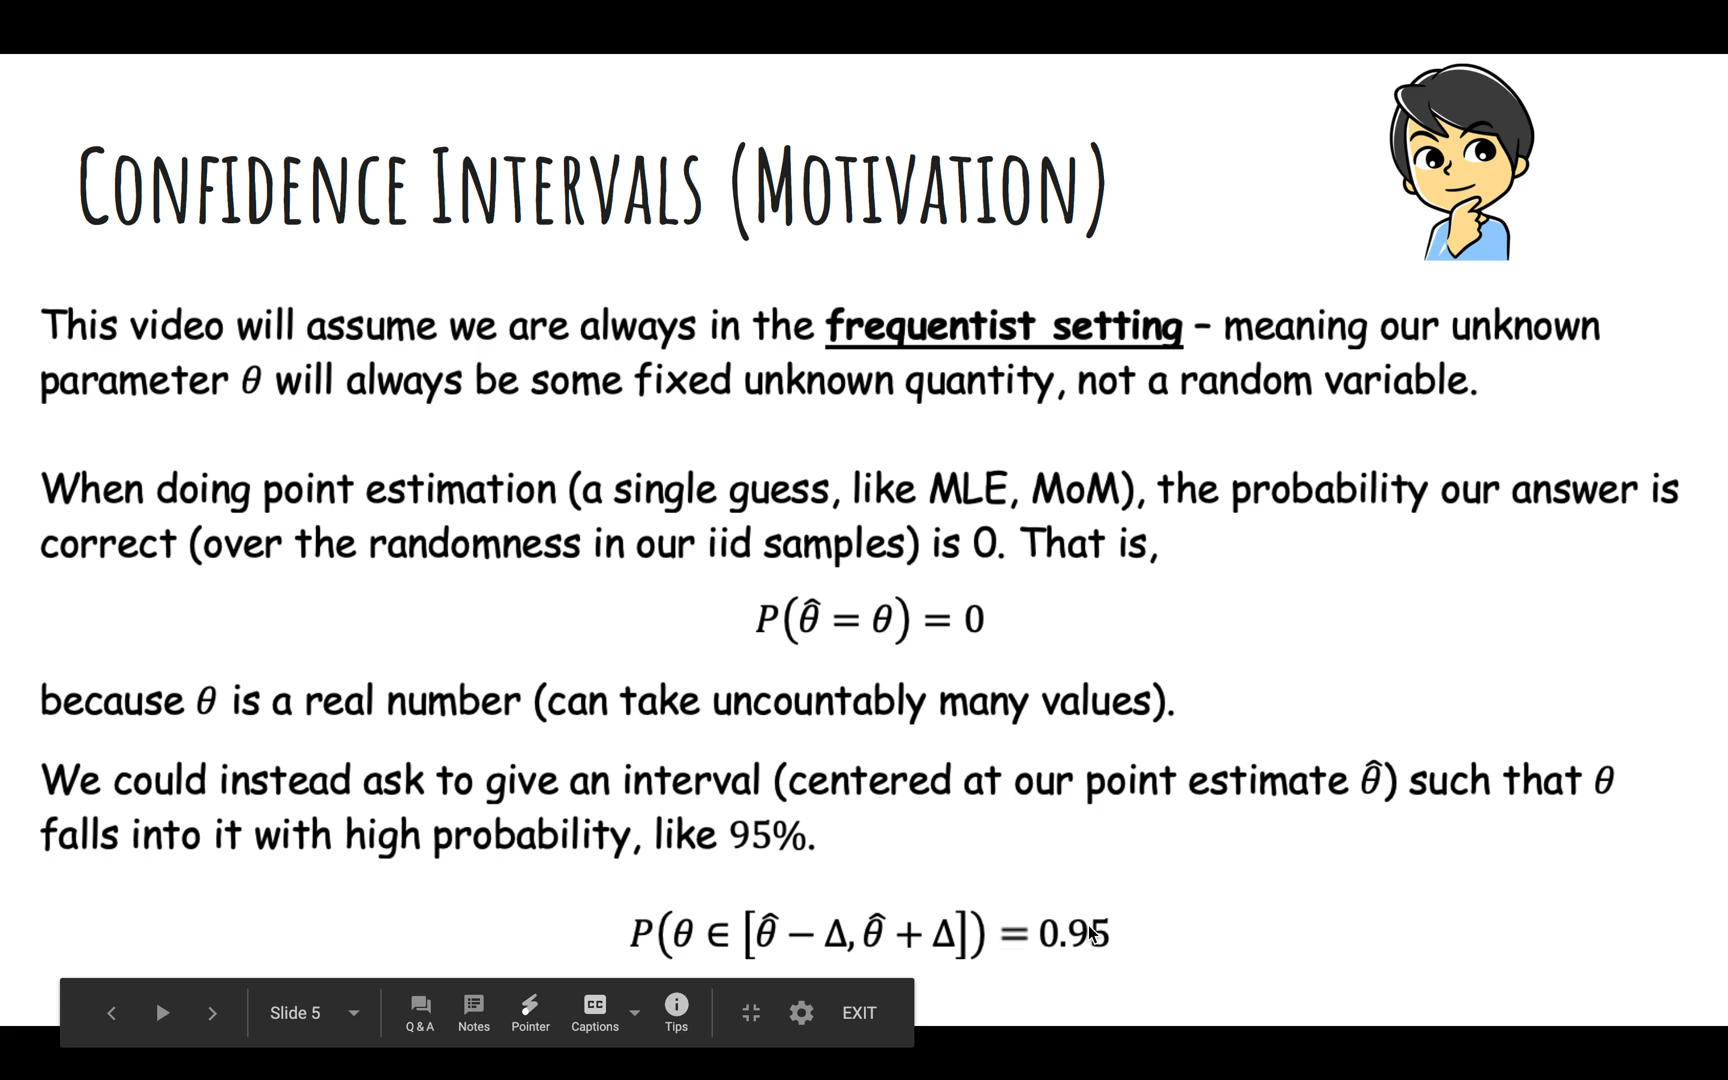 CONFIDENCE INTERVALS (MOTIVATION)
This video will assume we are always in the frequentist setting – meaning our unknown
parameter θ will always be some fixed unknown quantity, not a random variable.
When doing point estimation (a single guess, like MLE, MoM), the probability our answer is
correct (over the randomness in our iid samples) is 0. That is,
P(θ̂ = θ) = 0
because θ is a real number (can take uncountably many values).
We could instead ask to give an interval (centered at our point estimate θ̂) such that θ
falls into it with high probability, like 95%.
P(θ ∈ [θ̂ − Δ, θ̂ + Δ]) = 0.95
Slide 5 Q & A Notes Pointer CC Captions Tips EXIT